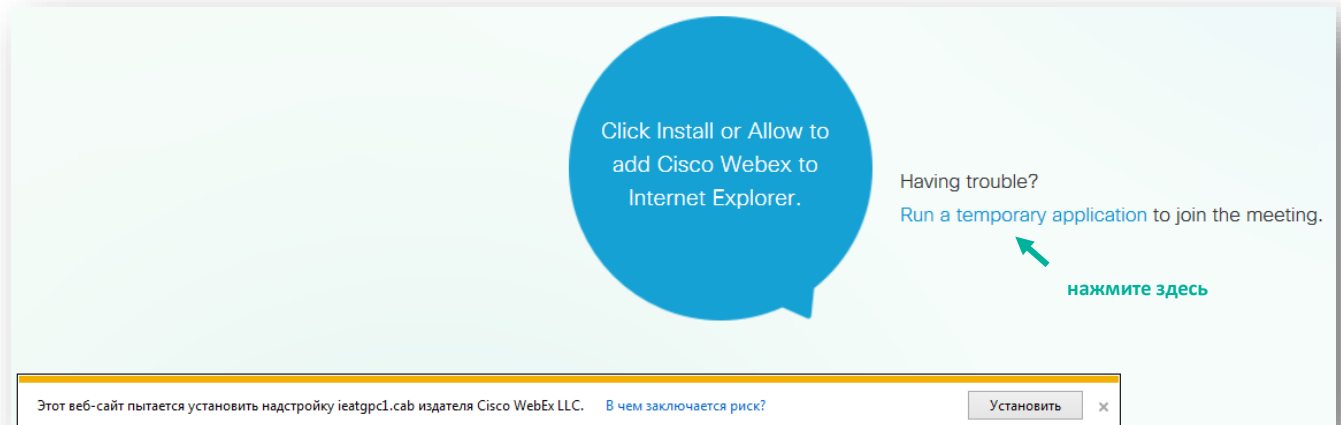 Click Install or Allow to
add Cisco Webex to
Internet Explorer.
Having trouble?
Run a temporary application to join the meeting.
нажмите здесь
Этот веб-сайт пытается установить надстройку ieatgpc1.cab издателя Cisco WebEx LLC. В чем заключается риск? Установить ×